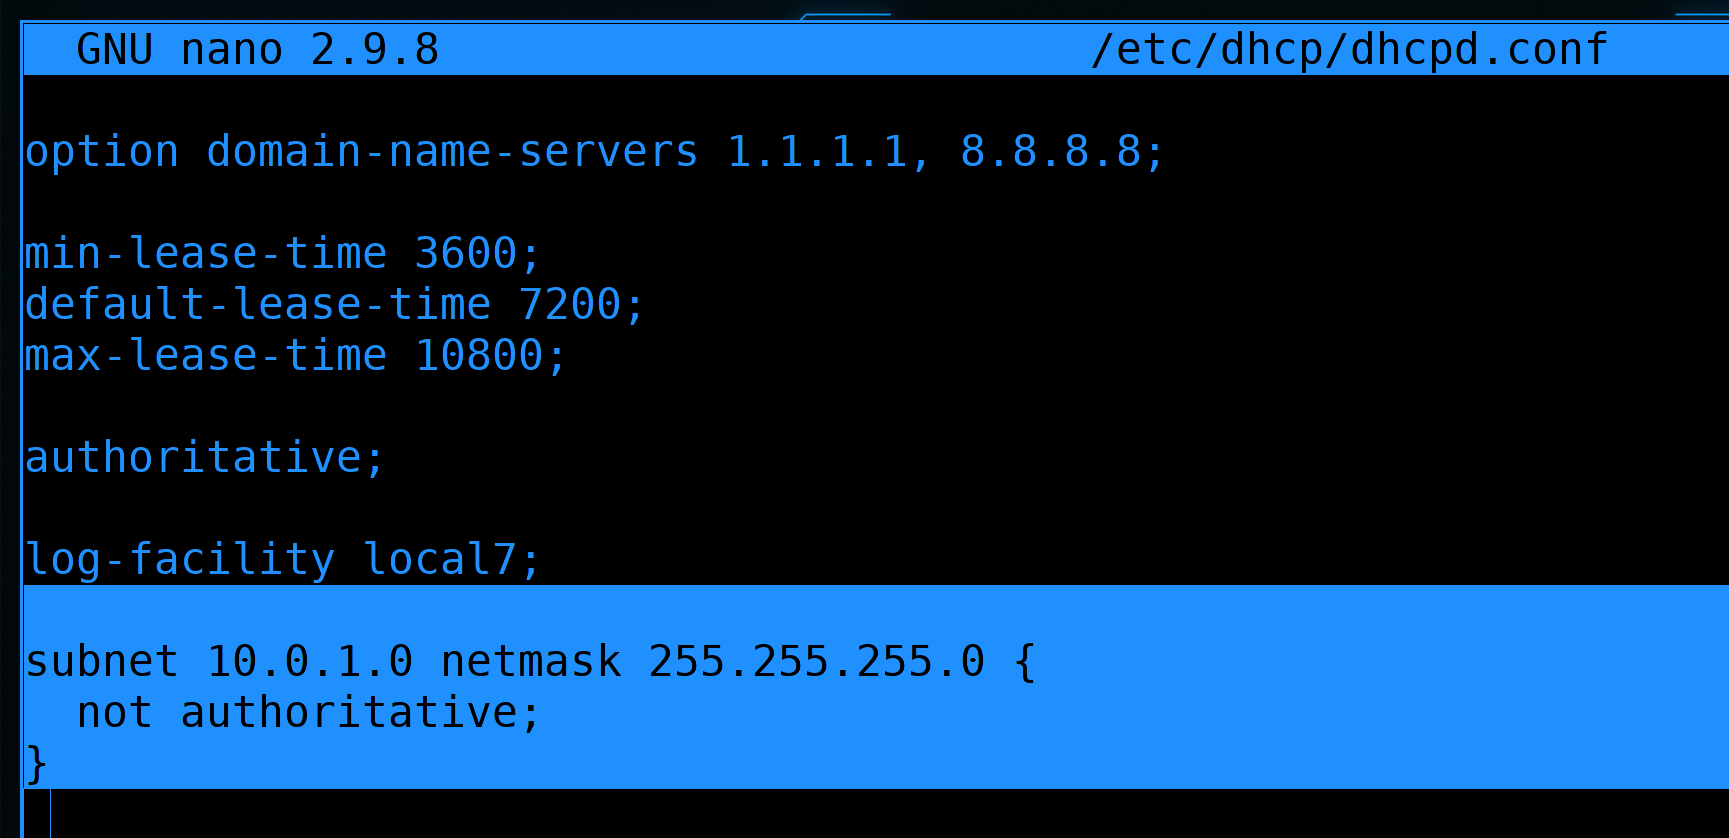 GNU nano 2.9.8 /etc/dhcp/dhcpd.conf
option domain-name-servers 1.1.1.1, 8.8.8.8;
min-lease-time 3600;
default-lease-time 7200;
max-lease-time 10800;
authoritative;
log-facility local7;
subnet 10.0.1.0 netmask 255.255.255.0 {
  not authoritative;
}